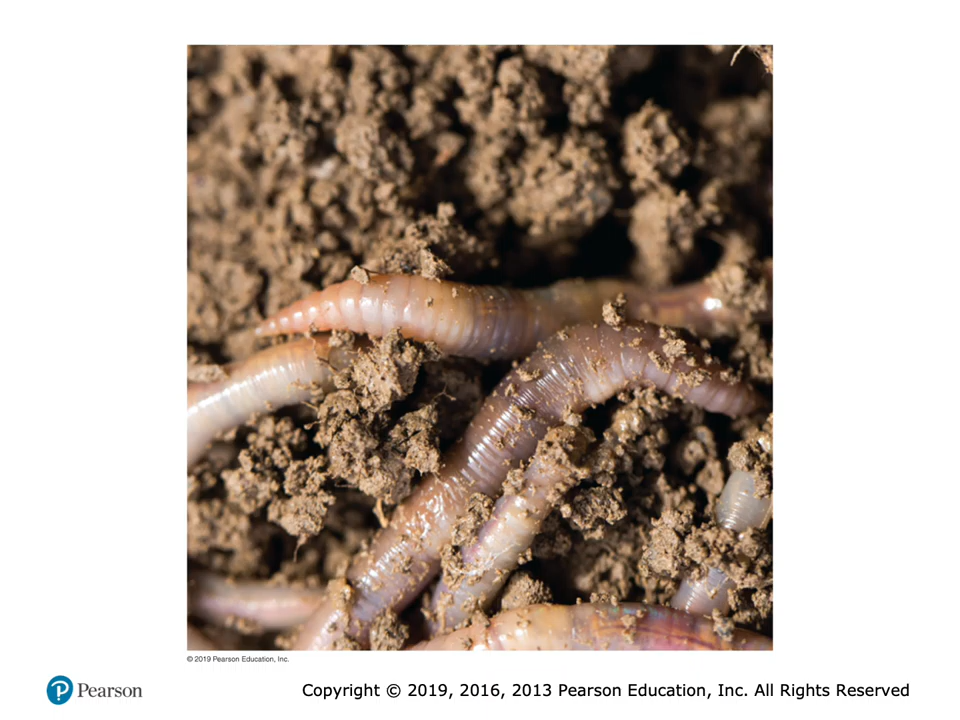 © 2019 Pearson Education, Inc.
Pearson
Copyright © 2019, 2016, 2013 Pearson Education, Inc. All Rights Reserved